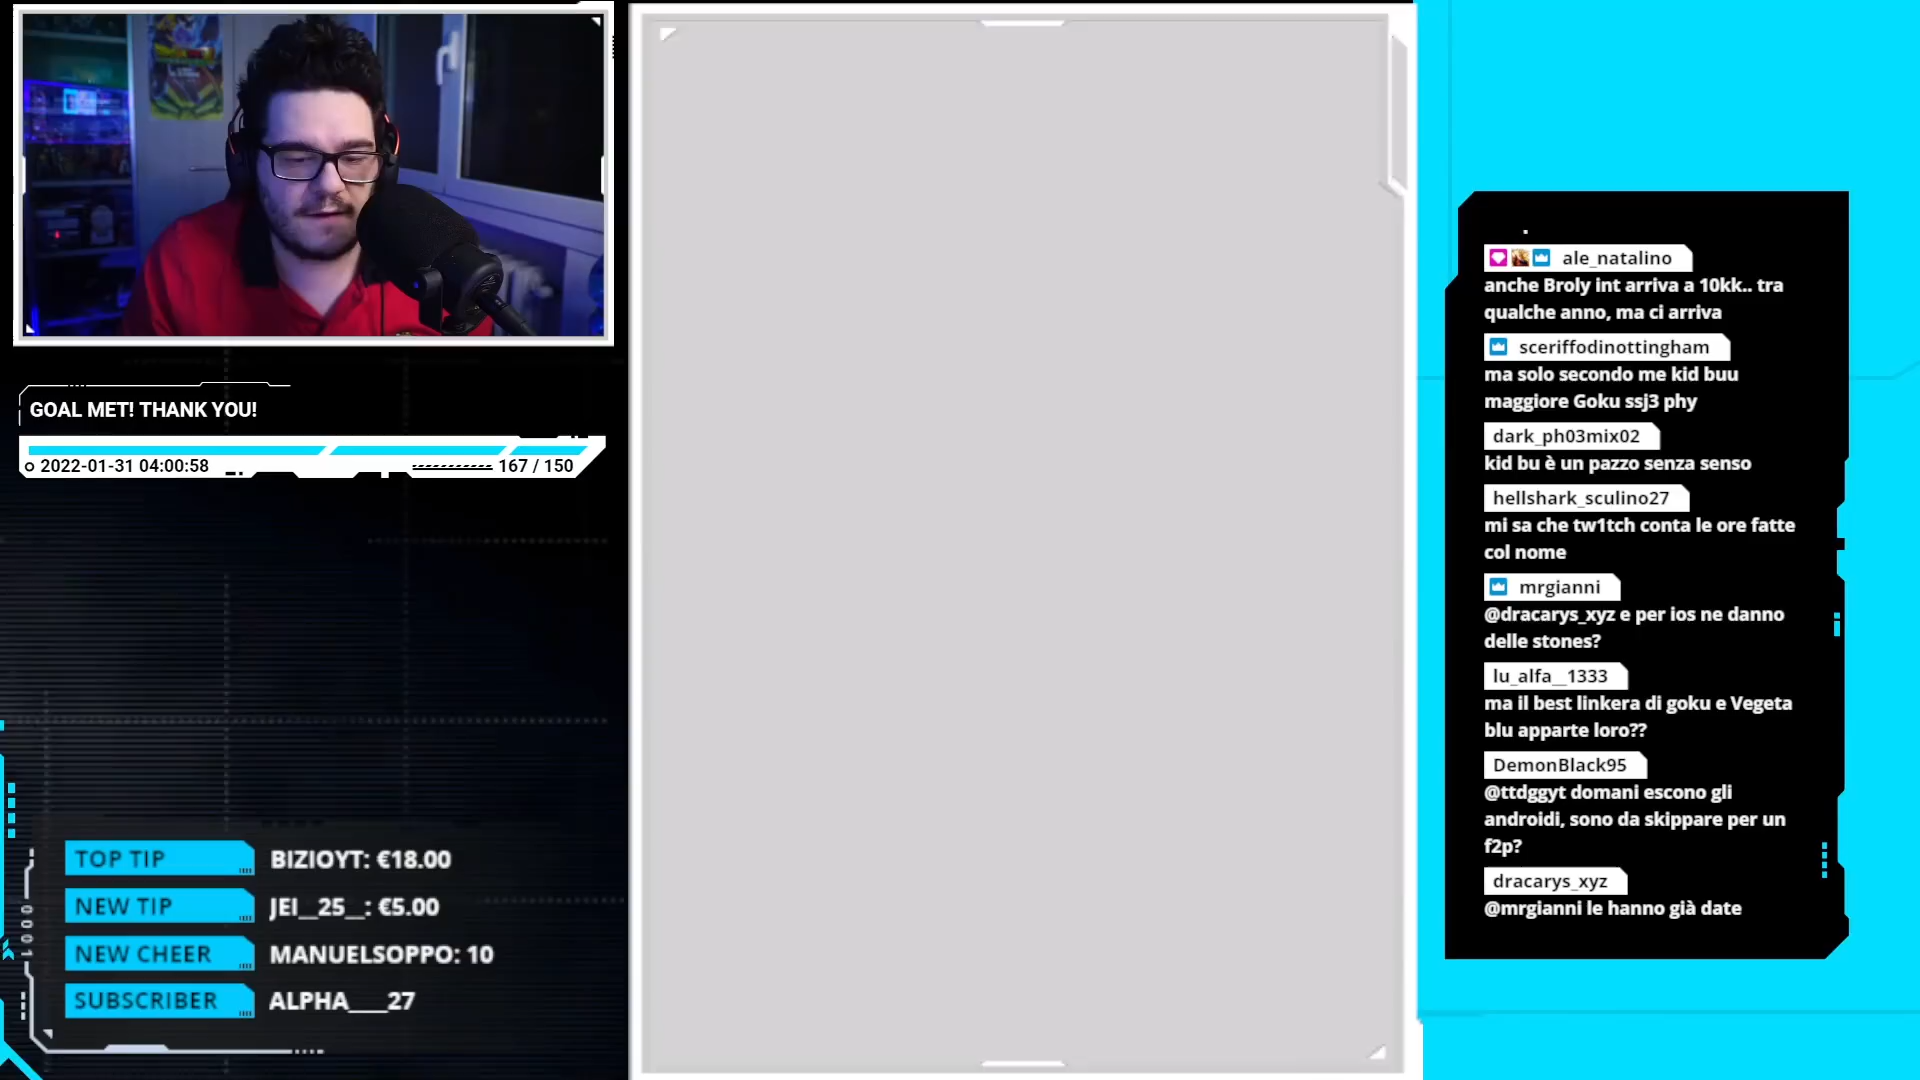 GOAL MET! THANK YOU!
2022-01-31 04:00:58
167 / 150
TOP TIP
BIZIOYT: €18.00
NEW TIP
JEI__25__: €5.00
NEW CHEER
MANUELSOPPO: 10
SUBSCRIBER
ALPHA____27
0001
ale_natalino
anche Broly int arriva a 10kk.. tra
qualche anno, ma ci arriva
sceriffodinottingham
ma solo secondo me kid buu
maggiore Goku ssj3 phy
dark_ph03mix02
kid bu è un pazzo senza senso
hellshark_sculino27
mi sa che tw1tch conta le ore fatte
col nome
mrgianni
@dracarys_xyz e per ios ne danno
delle stones?
lu_alfa__1333
ma il best linkera di goku e Vegeta
blu apparte loro??
DemonBlack95
@ttdggyt domani escono gli
androidi, sono da skippare per un
f2p?
dracarys_xyz
@mrgianni le hanno già date